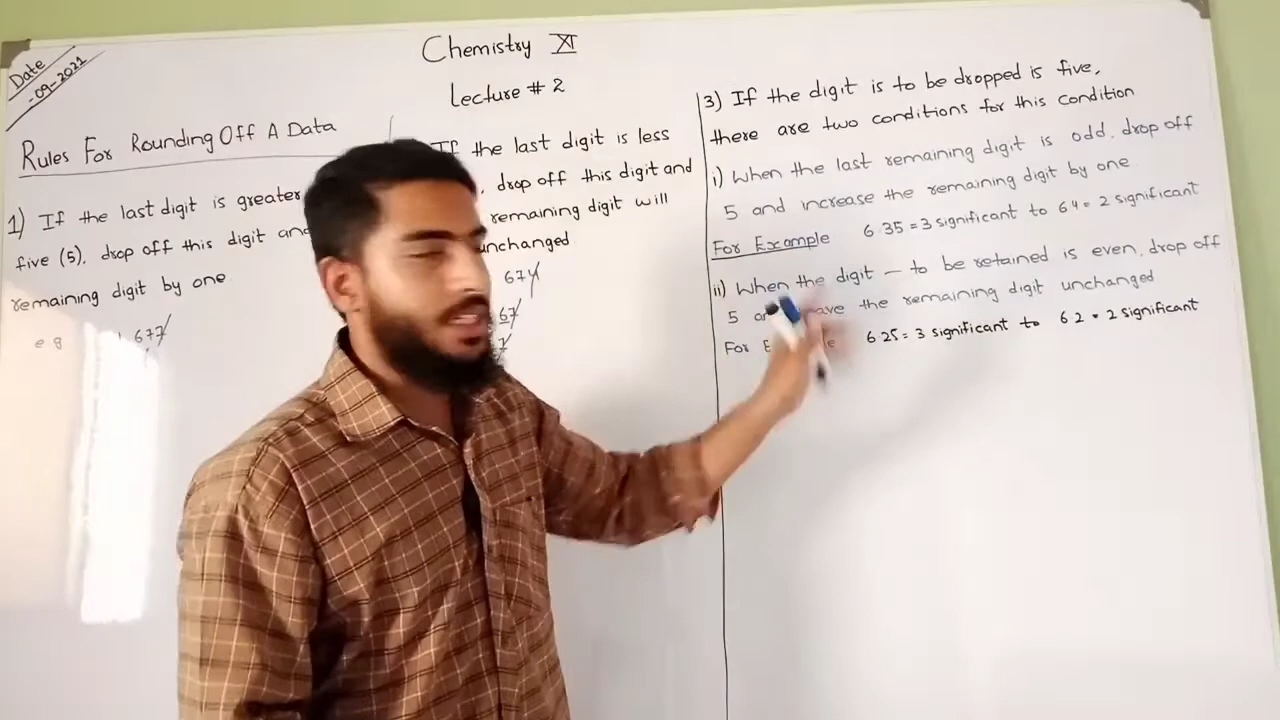 Date
-09-2021
Chemistry XI
Lecture # 2
Rules For Rounding Off A Data
1) If the last digit is greater
five (5), drop off this digit and
remaining digit by one
e g 677
If the last digit is less
, drop off this digit and
remaining digit will
unchanged
674
67
7
3) If the digit is to be dropped is five,
there are two conditions for this condition
i) When the last remaining digit is odd, drop off
5 and increase the remaining digit by one
For Example 6.35 = 3 significant to 6.4 = 2 significant
ii) When the digit — to be retained is even, drop off
5 the remaining digit unchanged
For 6.25 = 3 significant to 6.2 = 2 significant